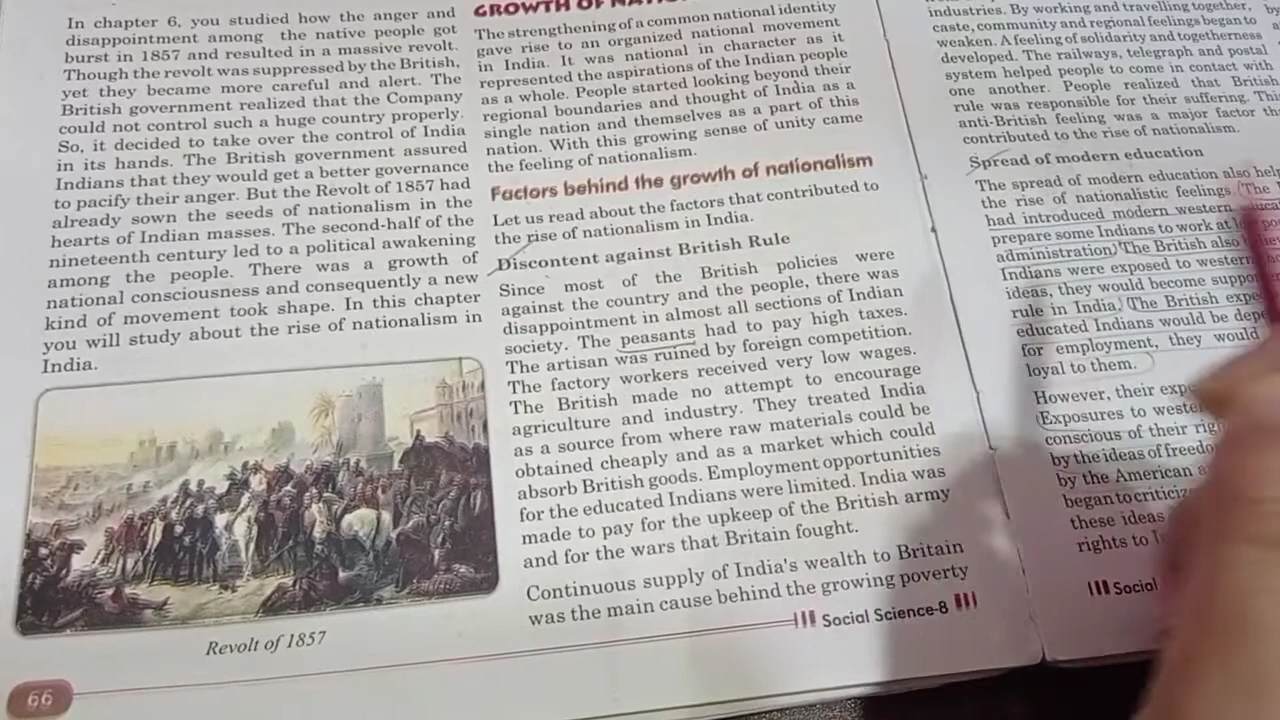 In chapter 6, you studied how the anger and
disappointment among the native people got
burst in 1857 and resulted in a massive revolt.
Though the revolt was suppressed by the British,
yet they became more careful and alert. The
British government realized that the Company
could not control such a huge country properly.
So, it decided to take over the control of India
in its hands. The British government assured
Indians that they would get a better governance
to pacify their anger. But the Revolt of 1857 had
already sown the seeds of nationalism in the
hearts of Indian masses. The second-half of the
nineteenth century led to a political awakening
among the people. There was a growth of
national consciousness and consequently a new
kind of movement took shape. In this chapter
you will study about the rise of nationalism in
India.
Revolt of 1857
66
GROWTH OF
The strengthening of a common national identity
gave rise to an organized national movement
in India. It was national in character as it
represented the aspirations of the Indian people
as a whole. People started looking beyond their
regional boundaries and thought of India as a
single nation and themselves as a part of this
nation. With this growing sense of unity came
the feeling of nationalism.
Factors behind the growth of nationalism
Let us read about the factors that contributed to
the rise of nationalism in India.
Discontent against British Rule
Since most of the British policies were
against the country and the people, there was
disappointment in almost all sections of Indian
society. The peasants had to pay high taxes.
The artisan was ruined by foreign competition.
The factory workers received very low wages.
The British made no attempt to encourage
agriculture and industry. They treated India
as a source from where raw materials could be
obtained cheaply and as a market which could
absorb British goods. Employment opportunities
for the educated Indians were limited. India was
made to pay for the upkeep of the British army
and for the wars that Britain fought.
Continuous supply of India's wealth to Britain
was the main cause behind the growing poverty
Social Science-8
industries. By working and travelling together,
caste, community and regional feelings began to
weaken. A feeling of solidarity and togetherness
developed. The railways, telegraph and postal
system helped people to come in contact with
one another. People realized that British
rule was responsible for their suffering. This
anti-British feeling was a major factor
contributed to the rise of nationalism.
Spread of modern education
The spread of modern education also
the rise of nationalistic feelings. (The
had introduced modern western
prepare some Indians to work at
administration) The British also
Indians were exposed to western
ideas, they would become
rule in India. (The British
educated Indians would be
for employment, they would
loyal to them.
However, their
(Exposures to
conscious of their
by the ideas of
by the American
began to
these ideas
rights to
Social
by